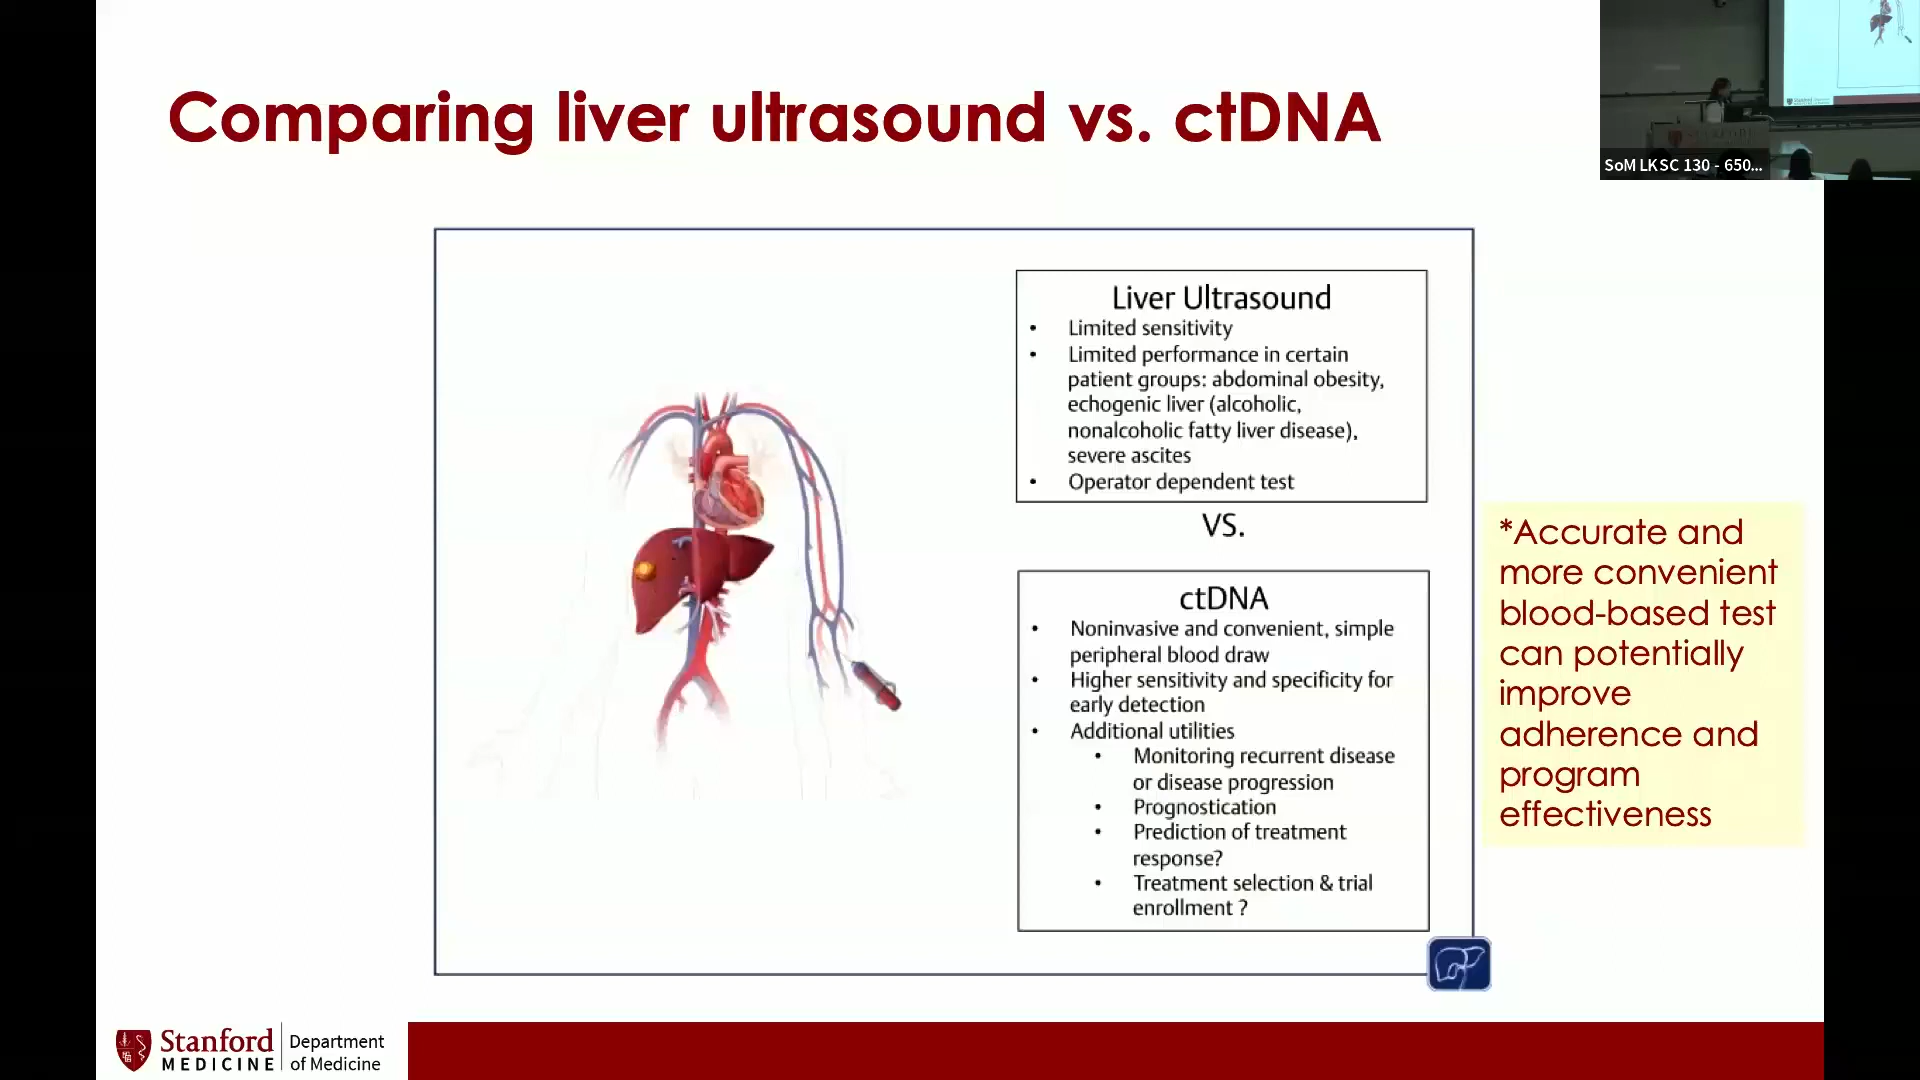 Comparing liver ultrasound vs. ctDNA
SoM LKSC 130 - 650...
Liver Ultrasound
• Limited sensitivity
• Limited performance in certain
patient groups: abdominal obesity,
echogenic liver (alcoholic,
nonalcoholic fatty liver disease),
severe ascites
• Operator dependent test
VS.
ctDNA
• Noninvasive and convenient, simple
peripheral blood draw
• Higher sensitivity and specificity for
early detection
• Additional utilities
• Monitoring recurrent disease
or disease progression
• Prognostication
• Prediction of treatment
response?
• Treatment selection & trial
enrollment ?
*Accurate and
more convenient
blood-based test
can potentially
improve
adherence and
program
effectiveness
Stanford
MEDICINE
Department
of Medicine